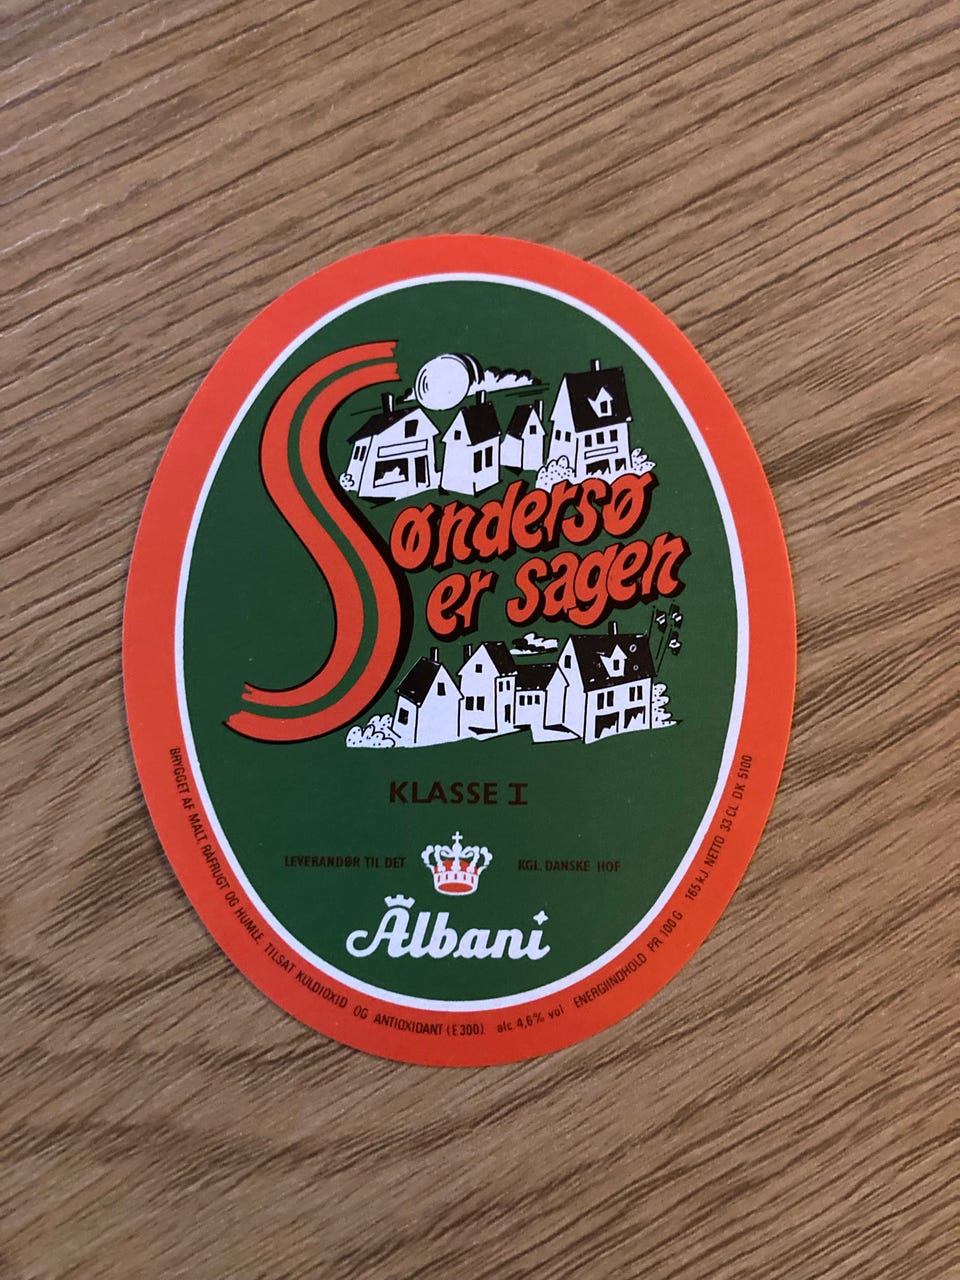 Søndersø
er sagen
KLASSE I
LEVERANDØR TIL DET KGL. DANSKE HOF
Albani
BRYGGET AF MALT, RÅFRUGT OG HUMLE. TILSAT KULDIOXID OG ANTIOXIDANT (E 300). alc. 4,6% vol ENERGIINDHOLD PR. 100 G 165 kJ. NETTO 33 CL DK 5100